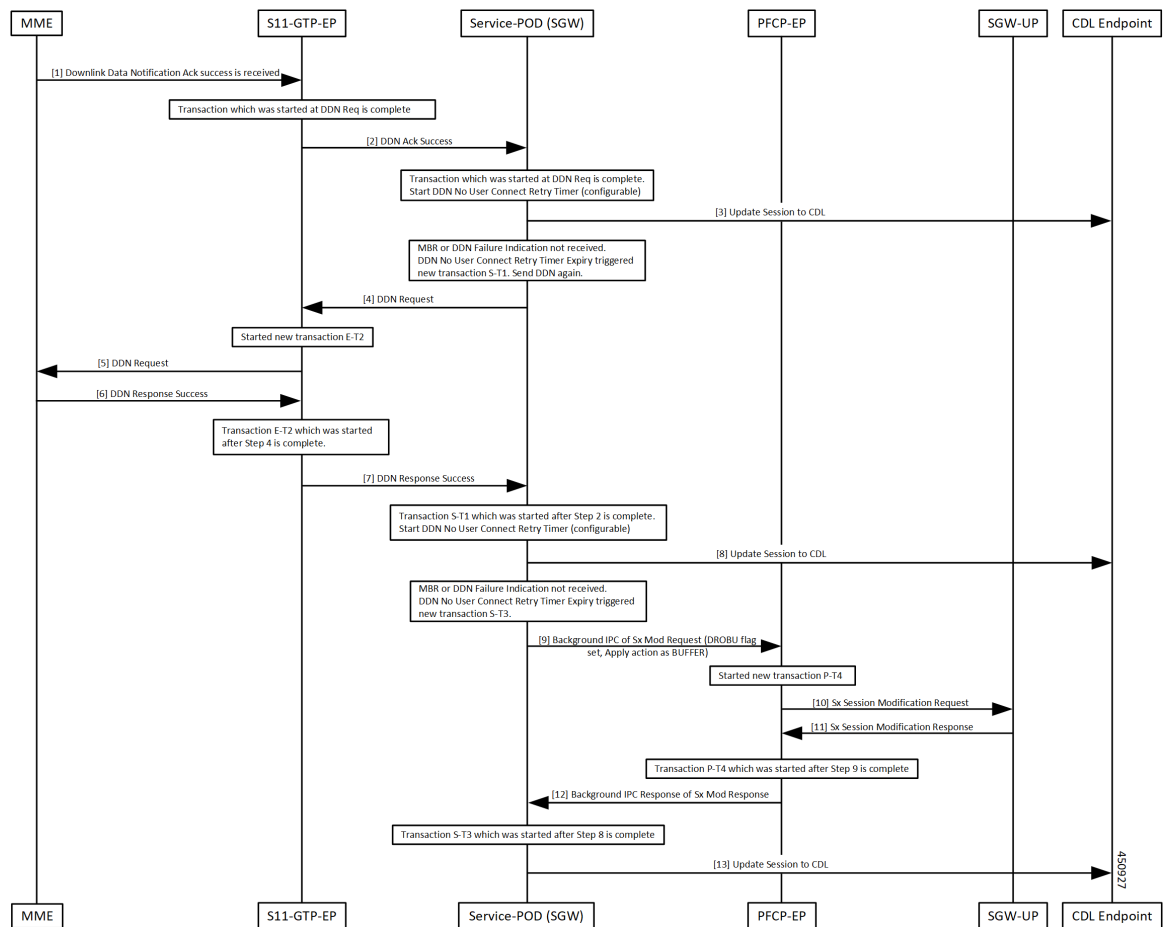 MME
S11-GTP-EP
Service-POD (SGW)
PFCP-EP
SGW-UP
CDL Endpoint
[1] Downlink Data Notification Ack success is received
Transaction which was started at DDN Req is complete
[2] DDN Ack Success
Transaction which was started at DDN Req is complete.
Start DDN No User Connect Retry Timer (configurable)
[3] Update Session to CDL
MBR or DDN Failure Indication not received.
DDN No User Connect Retry Timer Expiry triggered
new transaction S-T1. Send DDN again.
[4] DDN Request
Started new transaction E-T2
[5] DDN Request
[6] DDN Response Success
Transaction E-T2 which was started
after Step 4 is complete.
[7] DDN Response Success
Transaction S-T1 which was started after Step 2 is complete.
Start DDN No User Connect Retry Timer (configurable)
[8] Update Session to CDL
MBR or DDN Failure Indication not received.
DDN No User Connect Retry Timer Expiry triggered
new transaction S-T3.
[9] Background IPC of Sx Mod Request (DROBU flag
set, Apply action as BUFFER)
Started new transaction P-T4
[10] Sx Session Modification Request
[11] Sx Session Modification Response
Transaction P-T4 which was started after Step 9 is complete
[12] Background IPC Response of Sx Mod Response
Transaction S-T3 which was started after Step 8 is complete
[13] Update Session to CDL
450927
MME
S11-GTP-EP
Service-POD (SGW)
PFCP-EP
SGW-UP
CDL Endpoint